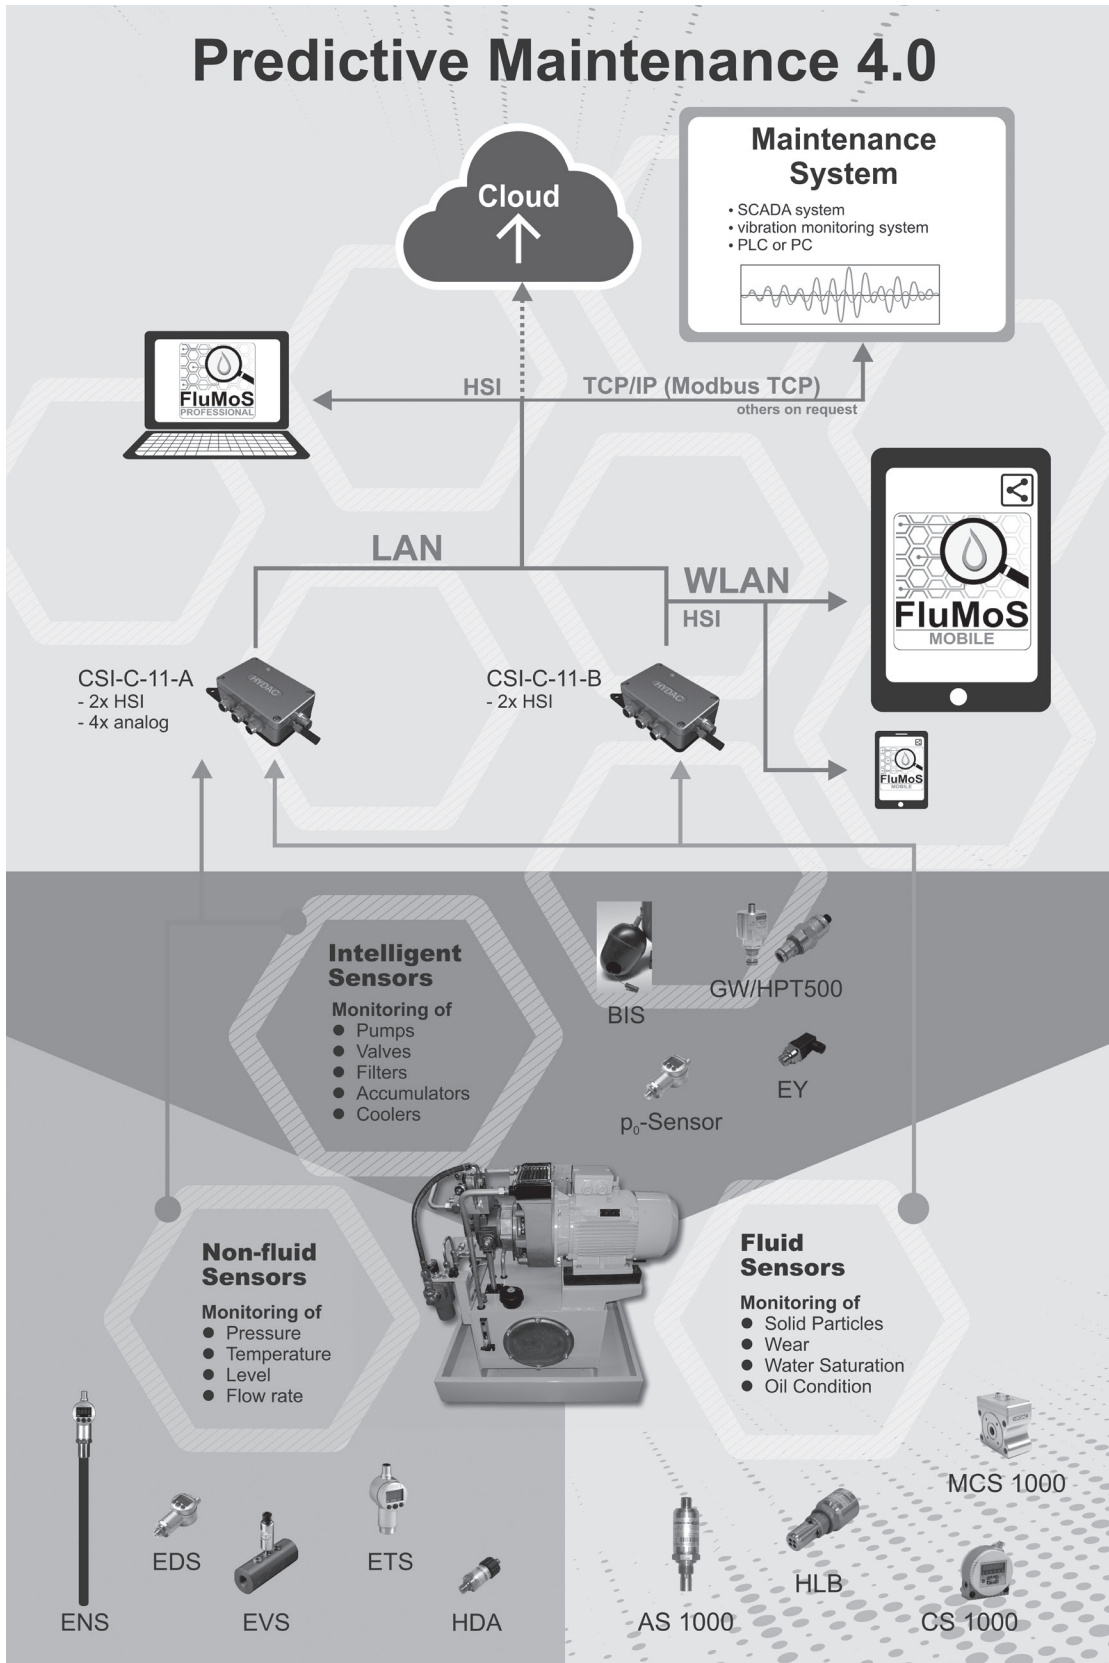 Predictive Maintenance 4.0
Cloud
Maintenance
System
• SCADA system
• vibration monitoring system
• PLC or PC
FluMoS
PROFESSIONAL
HSI
TCP/IP (Modbus TCP)
others on request
LAN
WLAN
HSI
FluMoS
MOBILE
CSI-C-11-A
- 2x HSI
- 4x analog
HYDAC
CSI-C-11-B
- 2x HSI
HYDAC
FluMoS
MOBILE
Intelligent
Sensors
Monitoring of
● Pumps
● Valves
● Filters
● Accumulators
● Coolers
BIS
GW/HPT500
p₀-Sensor
EY
Non-fluid
Sensors
Monitoring of
● Pressure
● Temperature
● Level
● Flow rate
Fluid
Sensors
Monitoring of
● Solid Particles
● Wear
● Water Saturation
● Oil Condition
ENS
EDS
EVS
ETS
HDA
AS 1000
HLB
MCS 1000
CS 1000